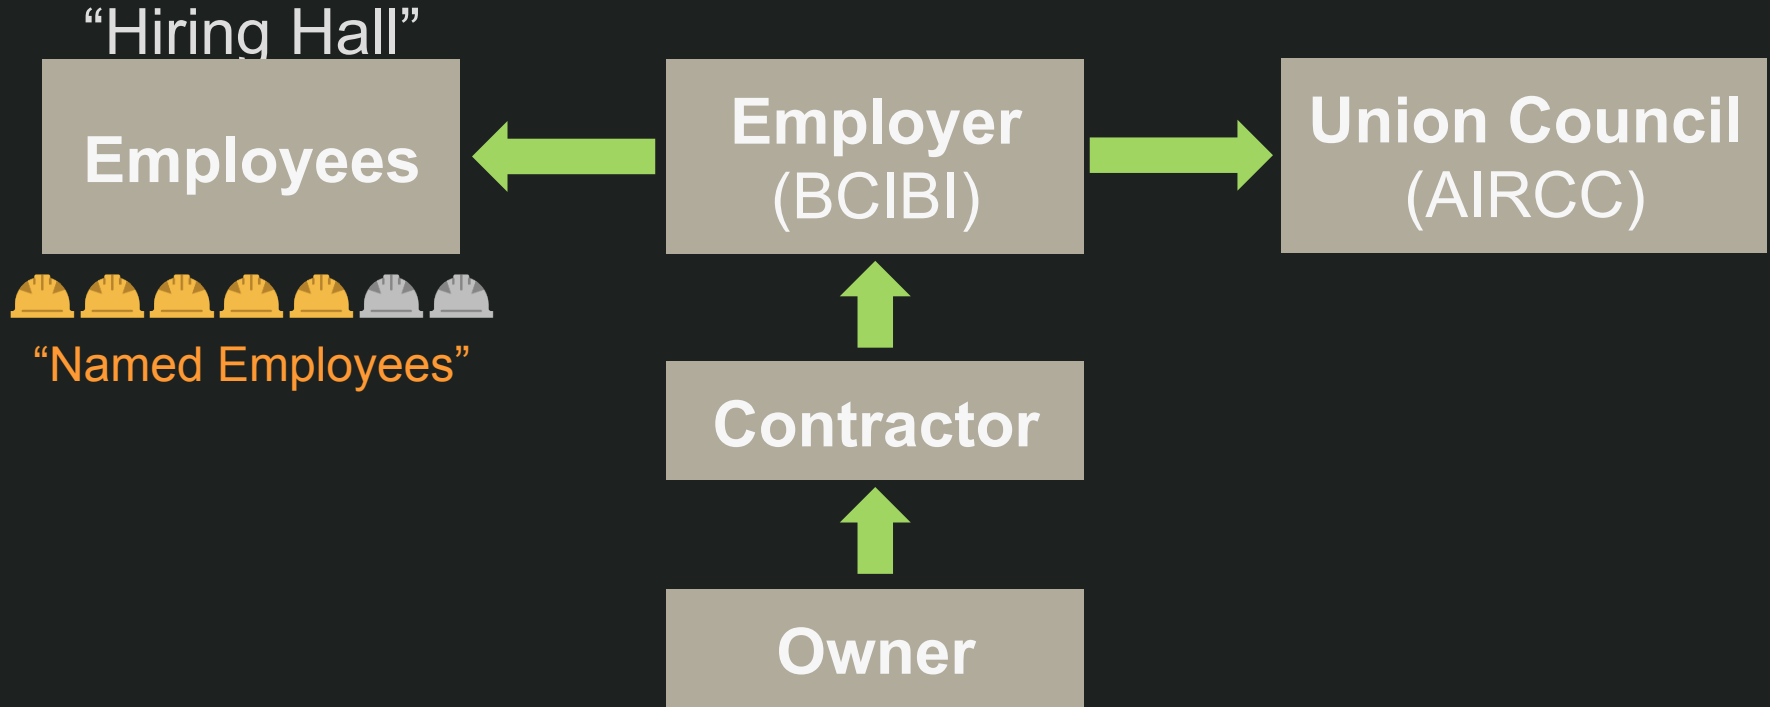 “Hiring Hall”
Employees
“Named Employees”
Employer
(BCIBI)
Union Council
(AIRCC)
Contractor
Owner